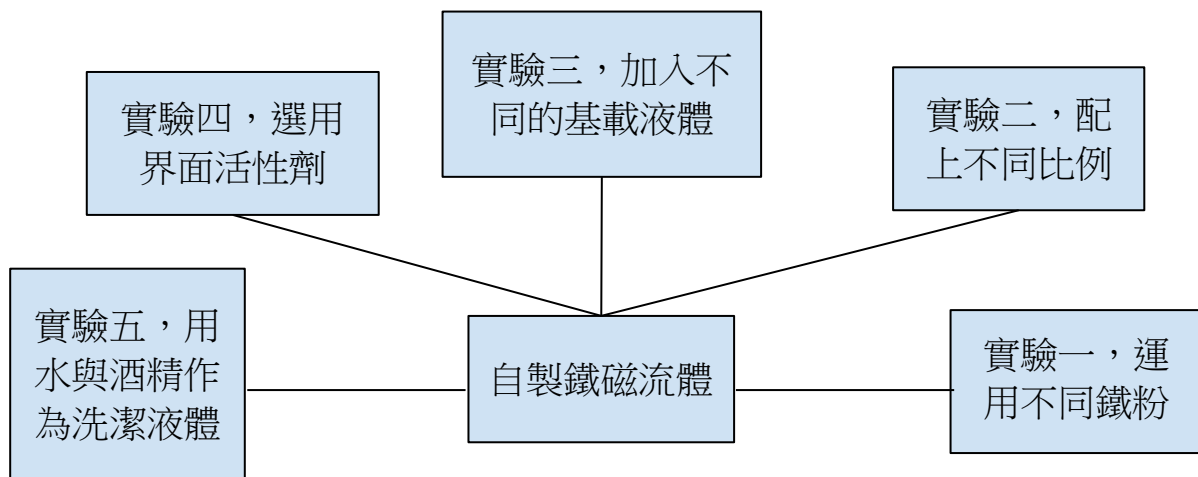 實驗三，加入不
同的基載液體
實驗四，選用
界面活性劑
實驗二，配
上不同比例
實驗五，用
水與酒精作
為洗潔液體
自製鐵磁流體
實驗一，運
用不同鐵粉